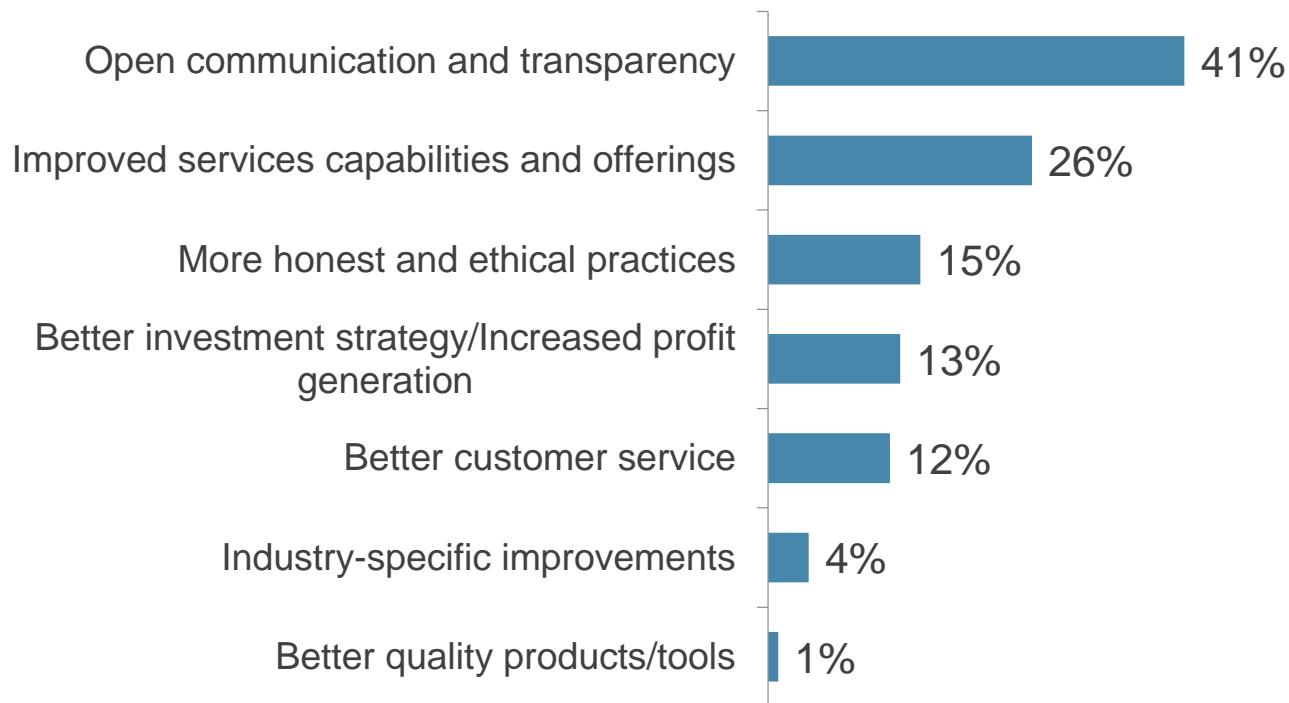 Open communication and transparency
41%
Improved services capabilities and offerings
26%
More honest and ethical practices
15%
Better investment strategy/Increased profit
generation
13%
Better customer service
12%
Industry-specific improvements
4%
Better quality products/tools
1%